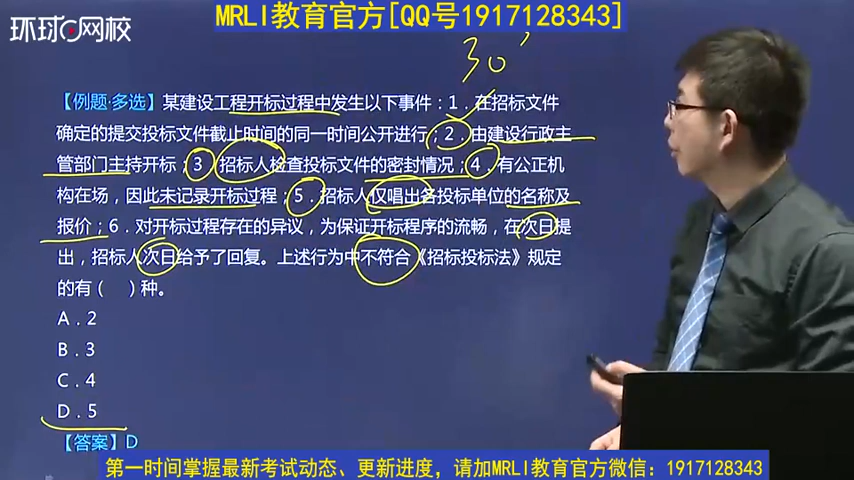 MRLI教育官方[QQ号1917128343]
环球网校
30'
【例题·多选】某建设工程开标过程中发生以下事件：1．在招标文件
确定的提交投标文件截止时间的同一时间公开进行；2．由建设行政主
管部门主持开标；3．招标人检查投标文件的密封情况；4．有公正机
构在场，因此未记录开标过程；5．招标人仅唱出各投标单位的名称及
报价；6．对开标过程存在的异议，为保证开标程序的流畅，在次日提
出，招标人次日给予了回复。上述行为中不符合《招标投标法》规定
的有（　）种。
A．2
B．3
C．4
D．5
【答案】D
第一时间掌握最新考试动态、更新进度，请加MRLI教育官方微信：1917128343